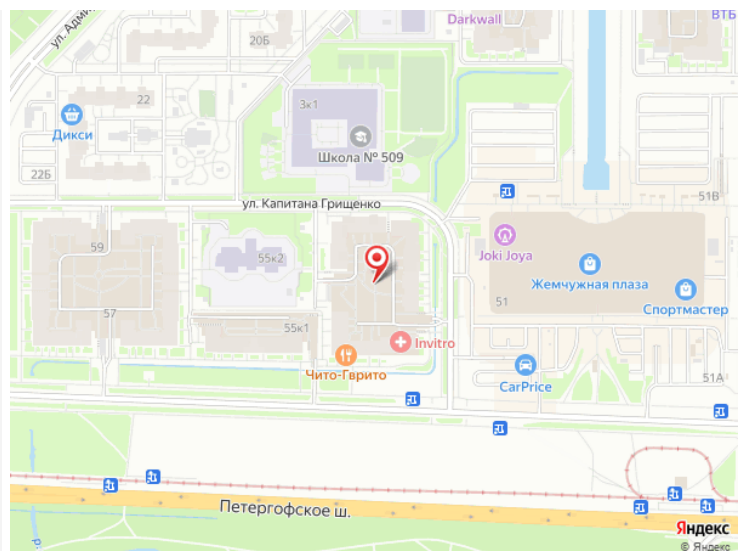 Darkwall
ВТБ
ул. Адми
20Б
22
3к1
Дикси
Школа № 509
22Б
51В
ул. Капитана Грищенко
59
55к2
Joki Joya
Жемчужная плаза
51
Спортмастер
57
55к1
Invitro
Чито-Гврито
CarPrice
51А
Петергофское ш.
Яндекс
© Яндекс